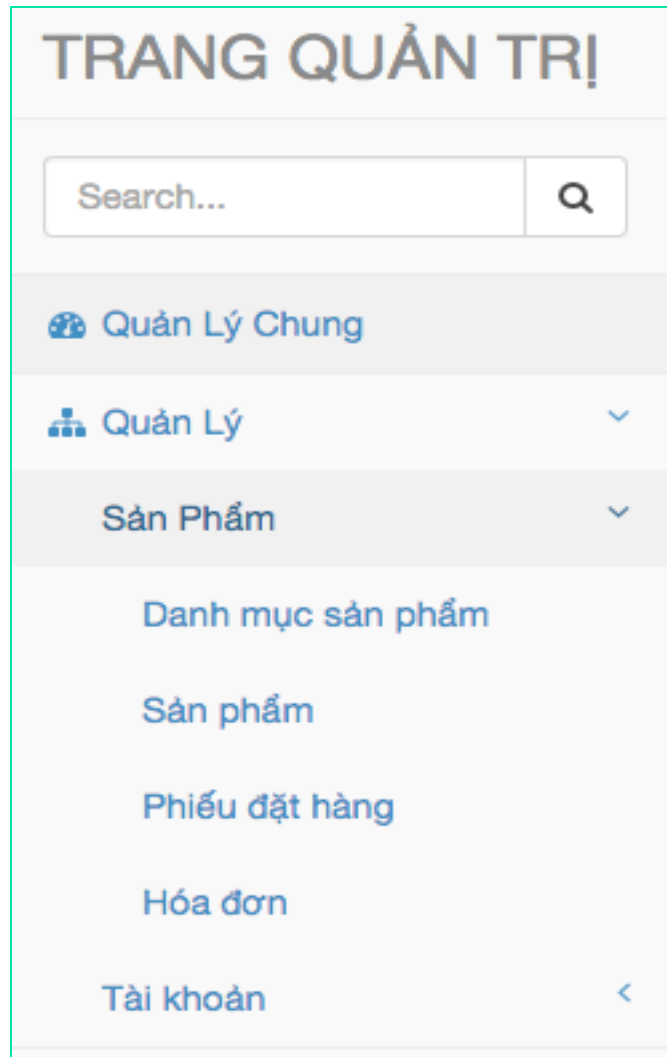 TRANG QUẢN TRỊ
Search...
Quản Lý Chung
Quản Lý
Sản Phẩm
Danh mục sản phẩm
Sản phẩm
Phiếu đặt hàng
Hóa đơn
Tài khoản